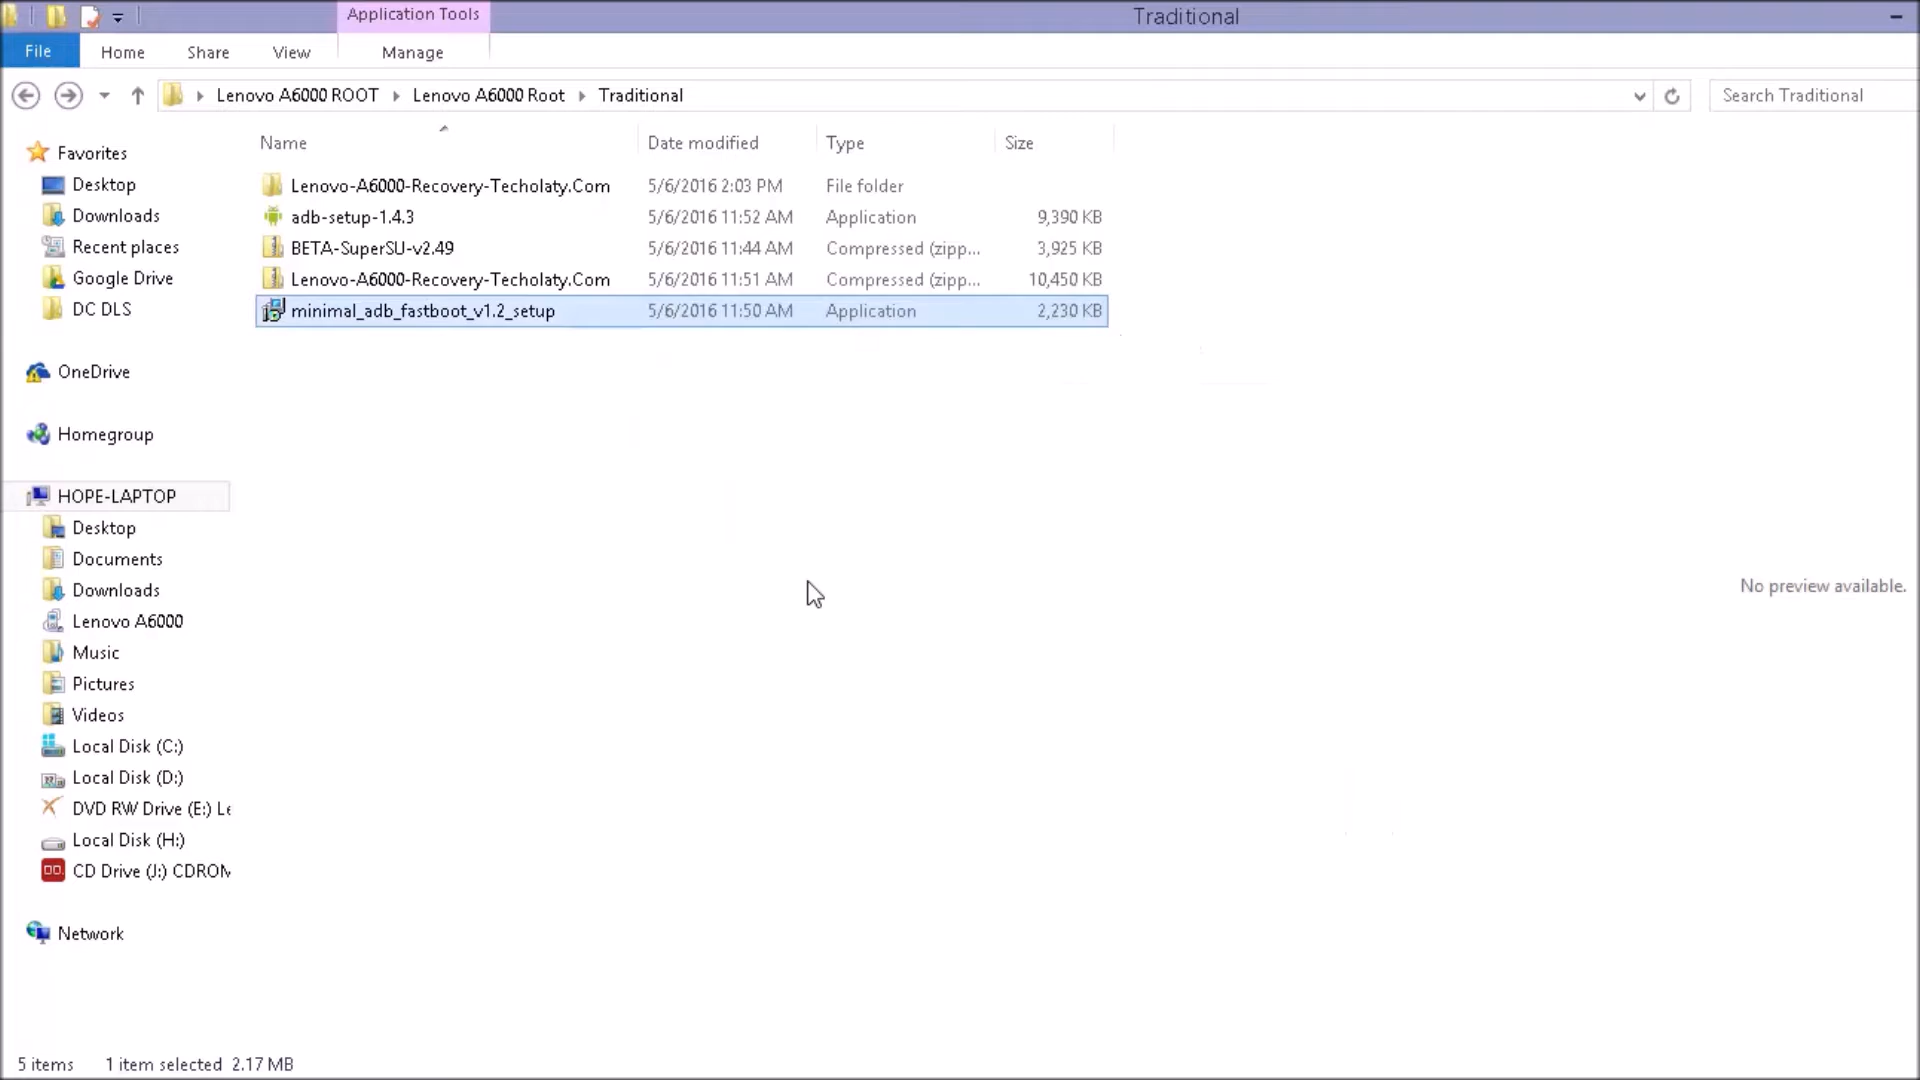 Application Tools
Traditional
File
Home
Share
View
Manage
Lenovo A6000 ROOT
Lenovo A6000 Root
Traditional
Search Traditional
Name
Date modified
Type
Size
Lenovo-A6000-Recovery-Techolaty.Com 5/6/2016 2:03 PM File folder
adb-setup-1.4.3 5/6/2016 11:52 AM Application 9,390 KB
BETA-SuperSU-v2.49 5/6/2016 11:44 AM Compressed (zipp... 3,925 KB
Lenovo-A6000-Recovery-Techolaty.Com 5/6/2016 11:51 AM Compressed (zipp... 10,450 KB
minimal_adb_fastboot_v1.2_setup 5/6/2016 11:50 AM Application 2,230 KB
Favorites
Desktop
Downloads
Recent places
Google Drive
DC DLS
OneDrive
Homegroup
HOPE-LAPTOP
Desktop
Documents
Downloads
Lenovo A6000
Music
Pictures
Videos
Local Disk (C:)
Local Disk (D:)
DVD RW Drive (E:) Le
Local Disk (H:)
CD Drive (J:) CDROM
Network
No preview available.
5 items 1 item selected 2.17 MB